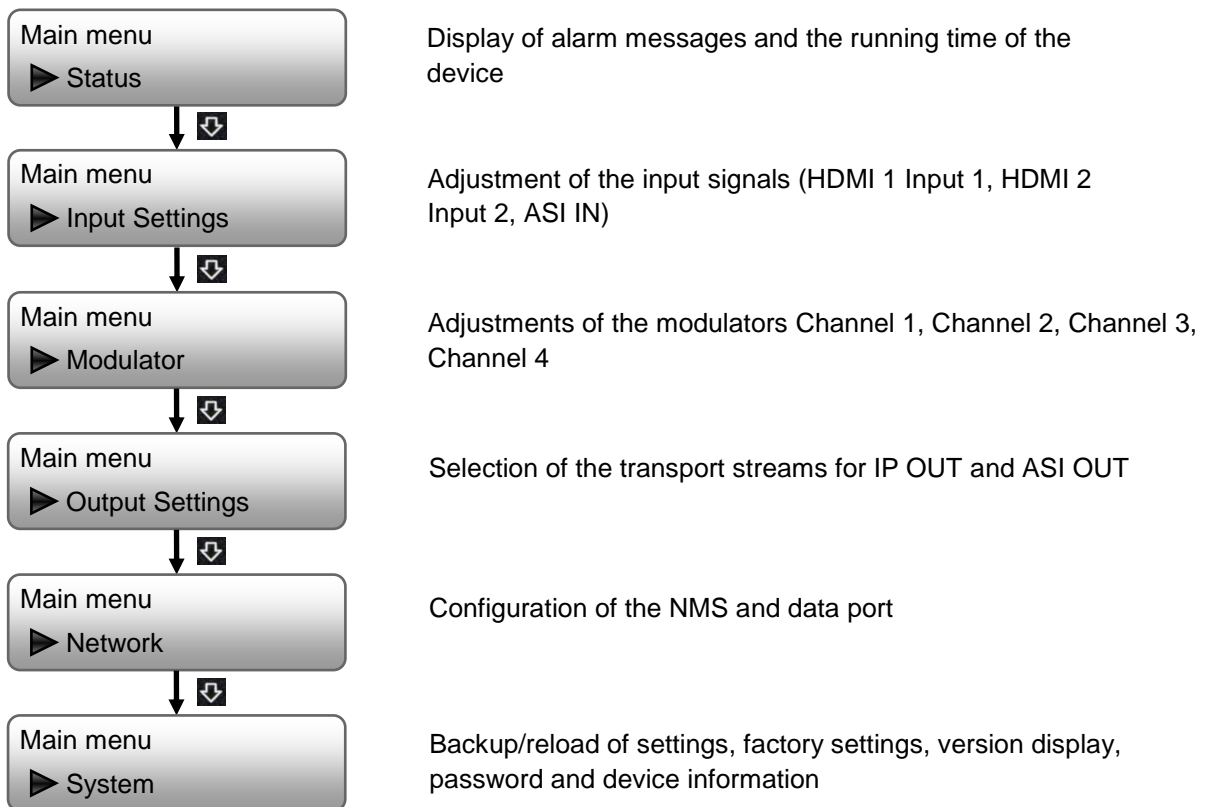 Main menu
Status
Display of alarm messages and the running time of the
device
Main menu
Input Settings
Adjustment of the input signals (HDMI 1 Input 1, HDMI 2
Input 2, ASI IN)
Main menu
Modulator
Adjustments of the modulators Channel 1, Channel 2, Channel 3,
Channel 4
Main menu
Output Settings
Selection of the transport streams for IP OUT and ASI OUT
Main menu
Network
Configuration of the NMS and data port
Main menu
System
Backup/reload of settings, factory settings, version display,
password and device information